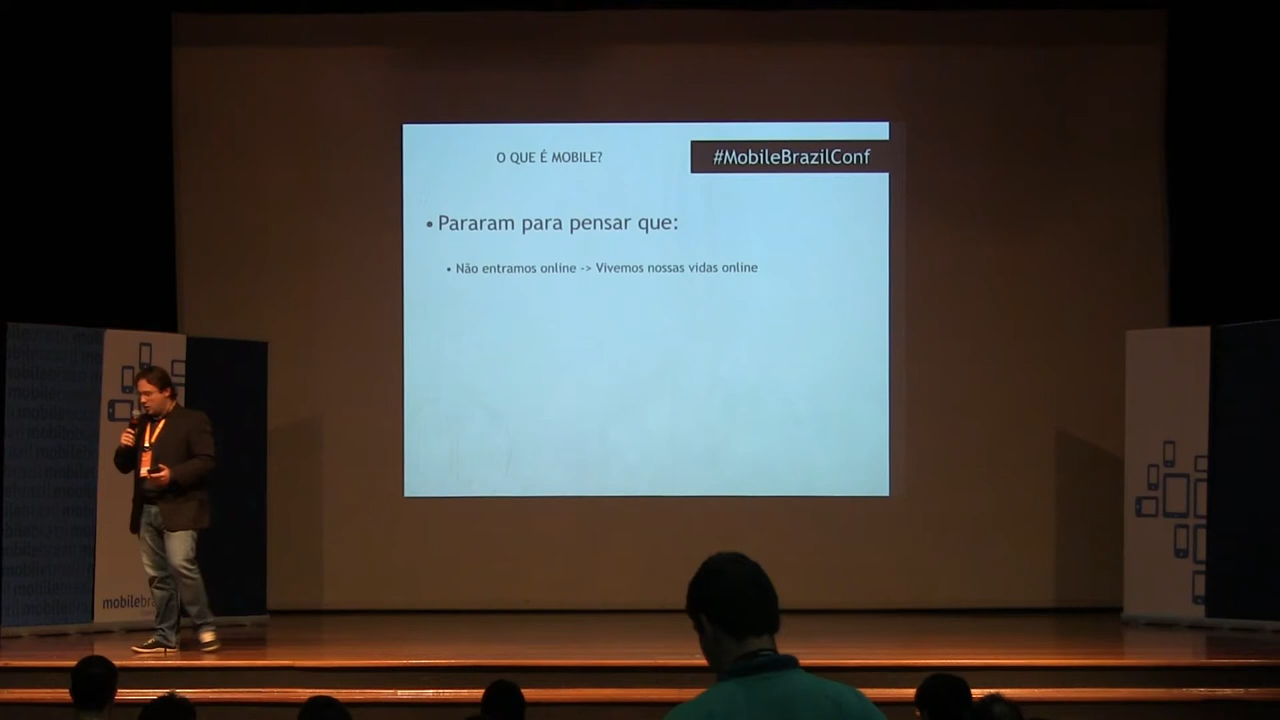 O QUE É MOBILE?
#MobileBrazilConf
• Pararam para pensar que:
• Não entramos online -> Vivemos nossas vidas online
mobilebra